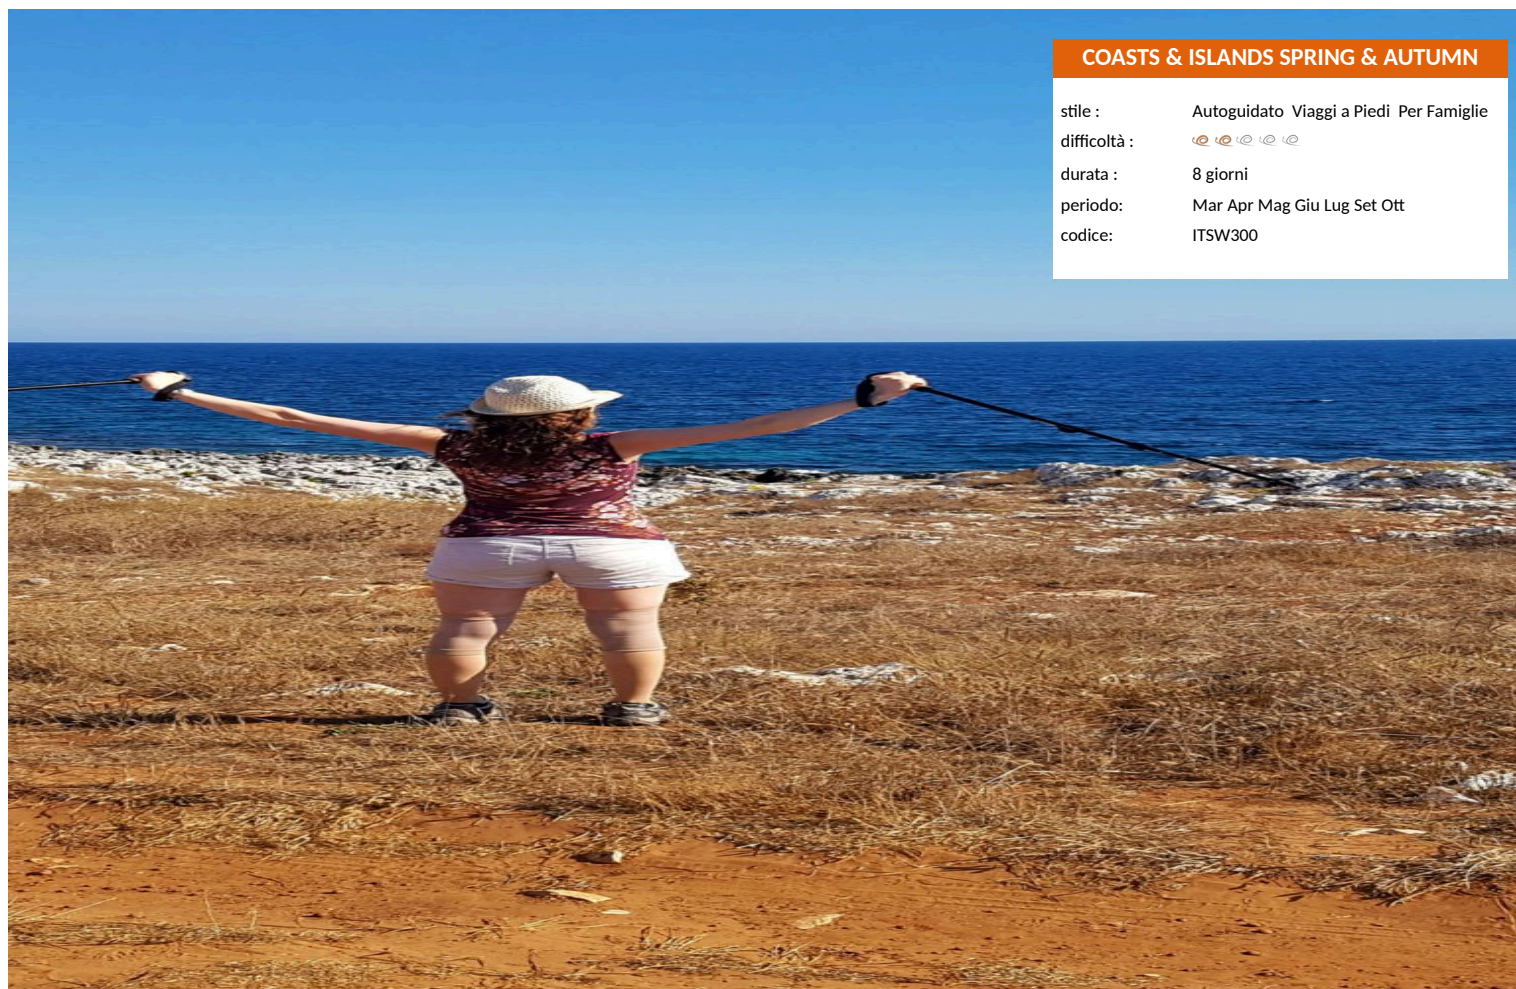 COASTS & ISLANDS SPRING & AUTUMN
stile : Autoguidato Viaggi a Piedi Per Famiglie
difficoltà :
durata : 8 giorni
periodo: Mar Apr Mag Giu Lug Set Ott
codice: ITSW300